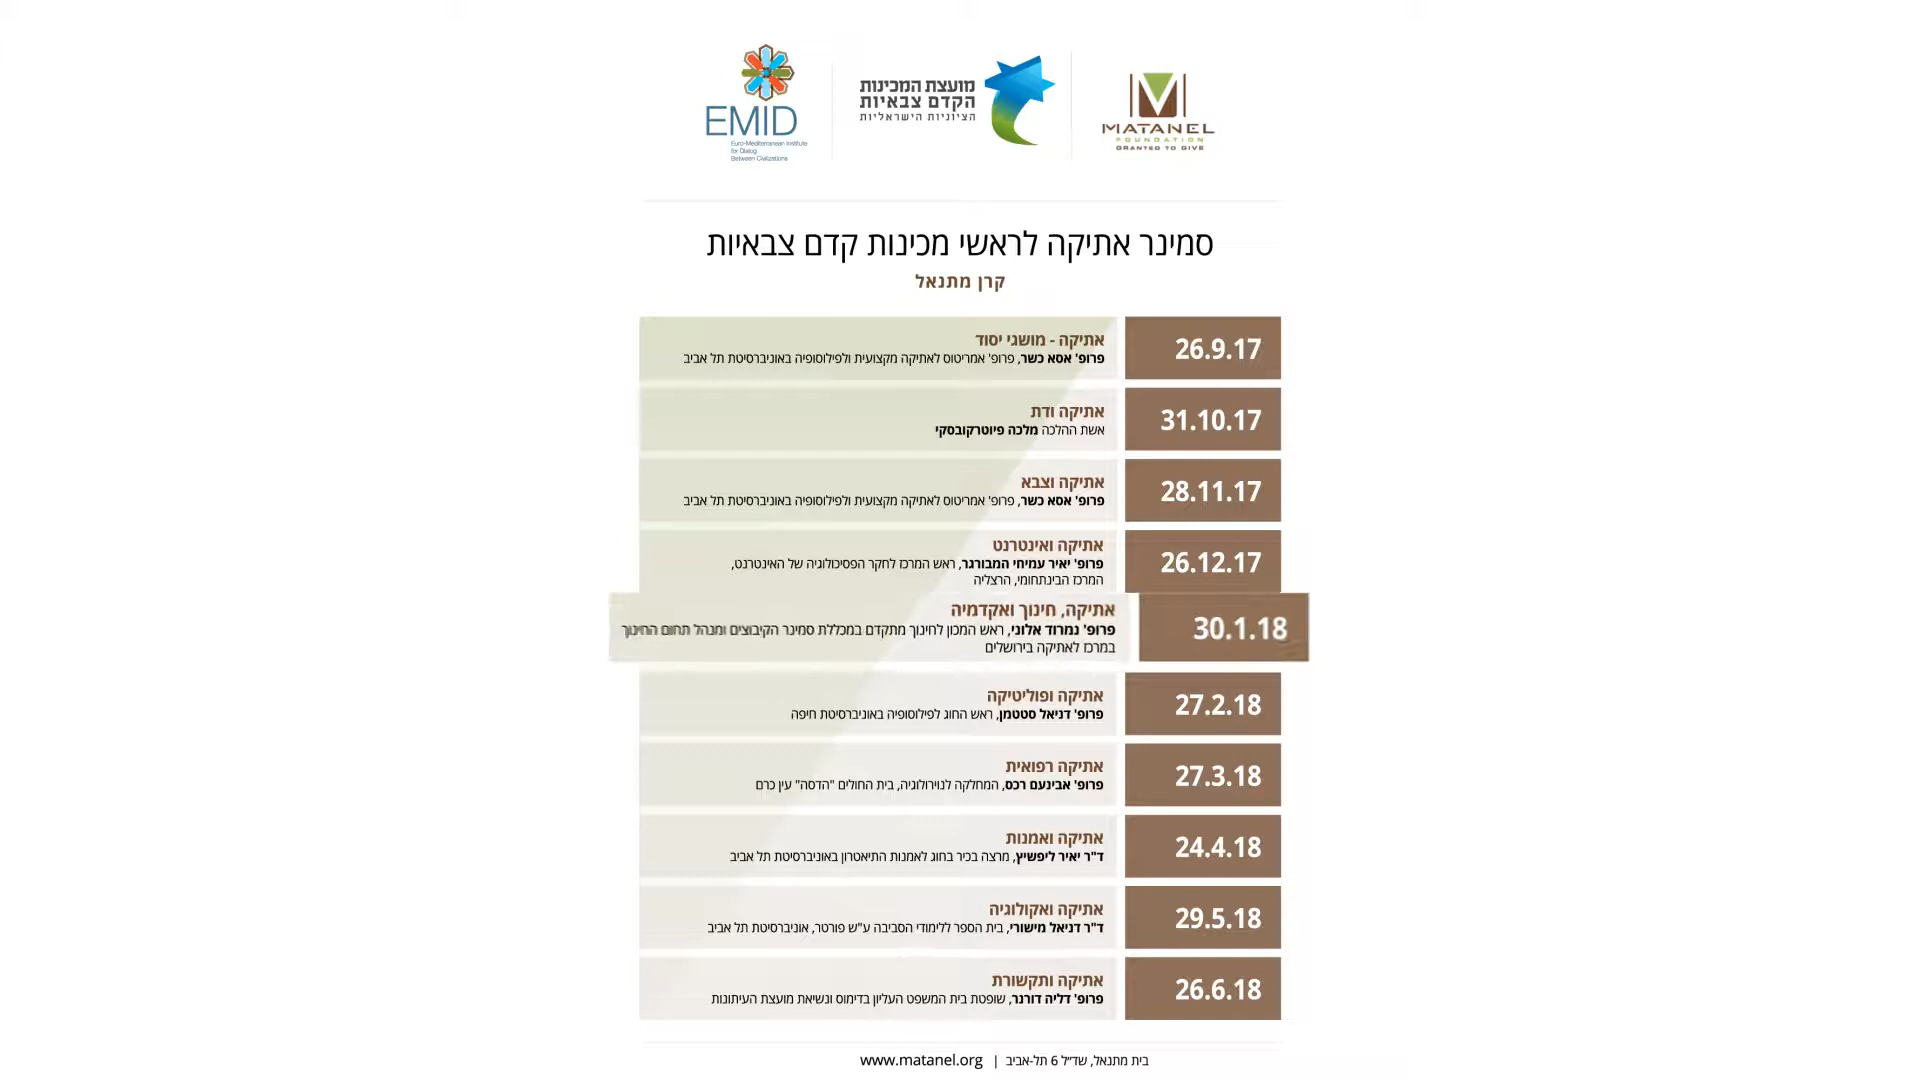 EMID
Euro-Mediterranean Institute
for Dialog
Between Civilizations
מועצת המכינות
הקדם צבאיות
הציוניות הישראליות
MATANEL
FOUNDATION
GRANTED TO GIVE
סמינר אתיקה לראשי מכינות קדם צבאיות
קרן מתנאל
26.9.17
אתיקה - מושגי יסוד
פרופ' אסא כשר, פרופ' אמריטוס לאתיקה מקצועית ולפילוסופיה באוניברסיטת תל אביב
31.10.17
אתיקה ודת
אשת ההלכה מלכה פיוטרקובסקי
28.11.17
אתיקה וצבא
פרופ' אסא כשר, פרופ' אמריטוס לאתיקה מקצועית ולפילוסופיה באוניברסיטת תל אביב
26.12.17
אתיקה ואינטרנט
פרופ' יאיר עמיחי המבורגר, ראש המרכז לחקר הפסיכולוגיה של האינטרנט,
המרכז הבינתחומי, הרצליה
30.1.18
אתיקה, חינוך ואקדמיה
פרופ' נמרוד אלוני, ראש המכון לחינוך מתקדם במכללת סמינר הקיבוצים ומנהל תחום החינוך
במרכז לאתיקה בירושלים
27.2.18
אתיקה ופוליטיקה
פרופ' דניאל סטטמן, ראש החוג לפילוסופיה באוניברסיטת חיפה
27.3.18
אתיקה רפואית
פרופ' אבינעם רכס, המחלקה לנוירולוגיה, בית החולים "הדסה" עין כרם
24.4.18
אתיקה ואמנות
ד"ר יאיר ליפשיץ, מרצה בכיר בחוג לאמנות התיאטרון באוניברסיטת תל אביב
29.5.18
אתיקה ואקולוגיה
ד"ר דניאל מישורי, בית הספר ללימודי הסביבה ע"ש פורטר, אוניברסיטת תל אביב
26.6.18
אתיקה ותקשורת
פרופ' דליה דורנר, שופטת בית המשפט העליון בדימוס ונשיאת מועצת העיתונות
בית מתנאל, שד״ל 6 תל-אביב | www.matanel.org